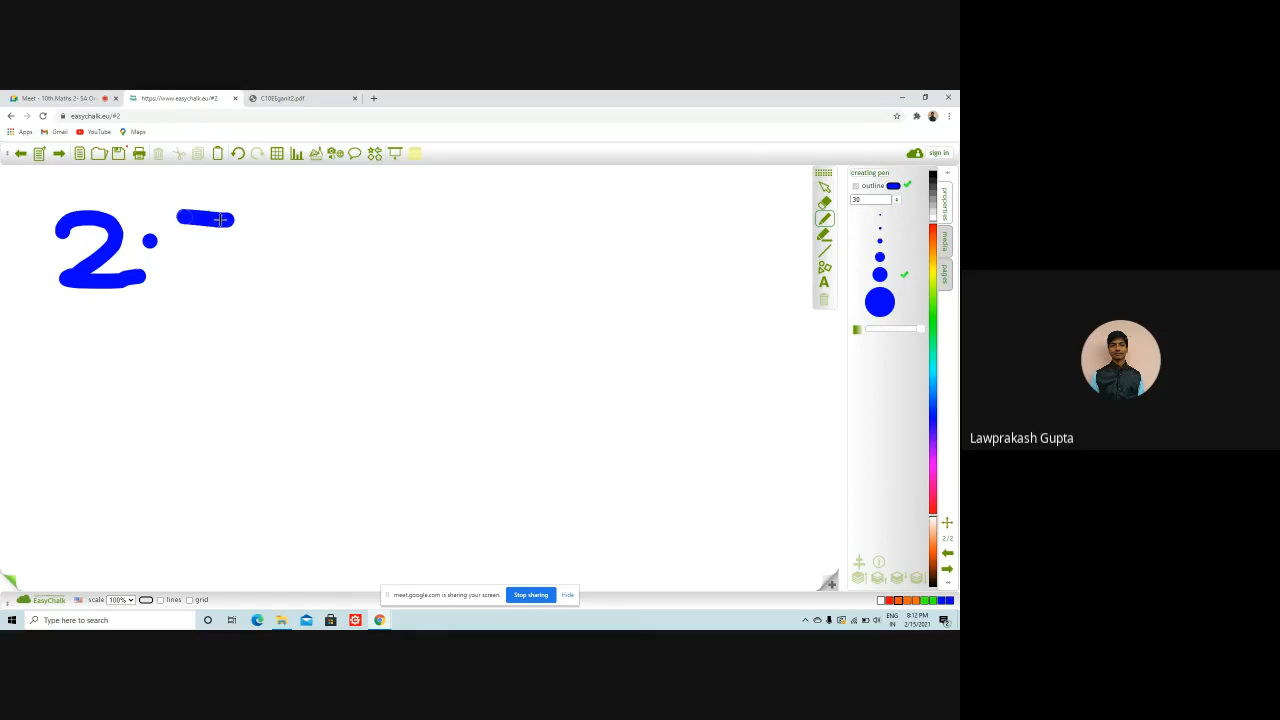 Meet - 10th Maths 2- SA O
https://www.easychalk.eu/#2
C10EEganit2.pdf
easychalk.eu/#2
Apps
Gmail
YouTube
Maps
sign in
creating pen
outline
30
properties
media
pages
2.
Lawprakash Gupta
2/2
meet.google.com is sharing your screen.
Stop sharing
Hide
EasyChalk
scale
100%
lines
grid
Type here to search
ENG
IN
8:12 PM
2/15/2021